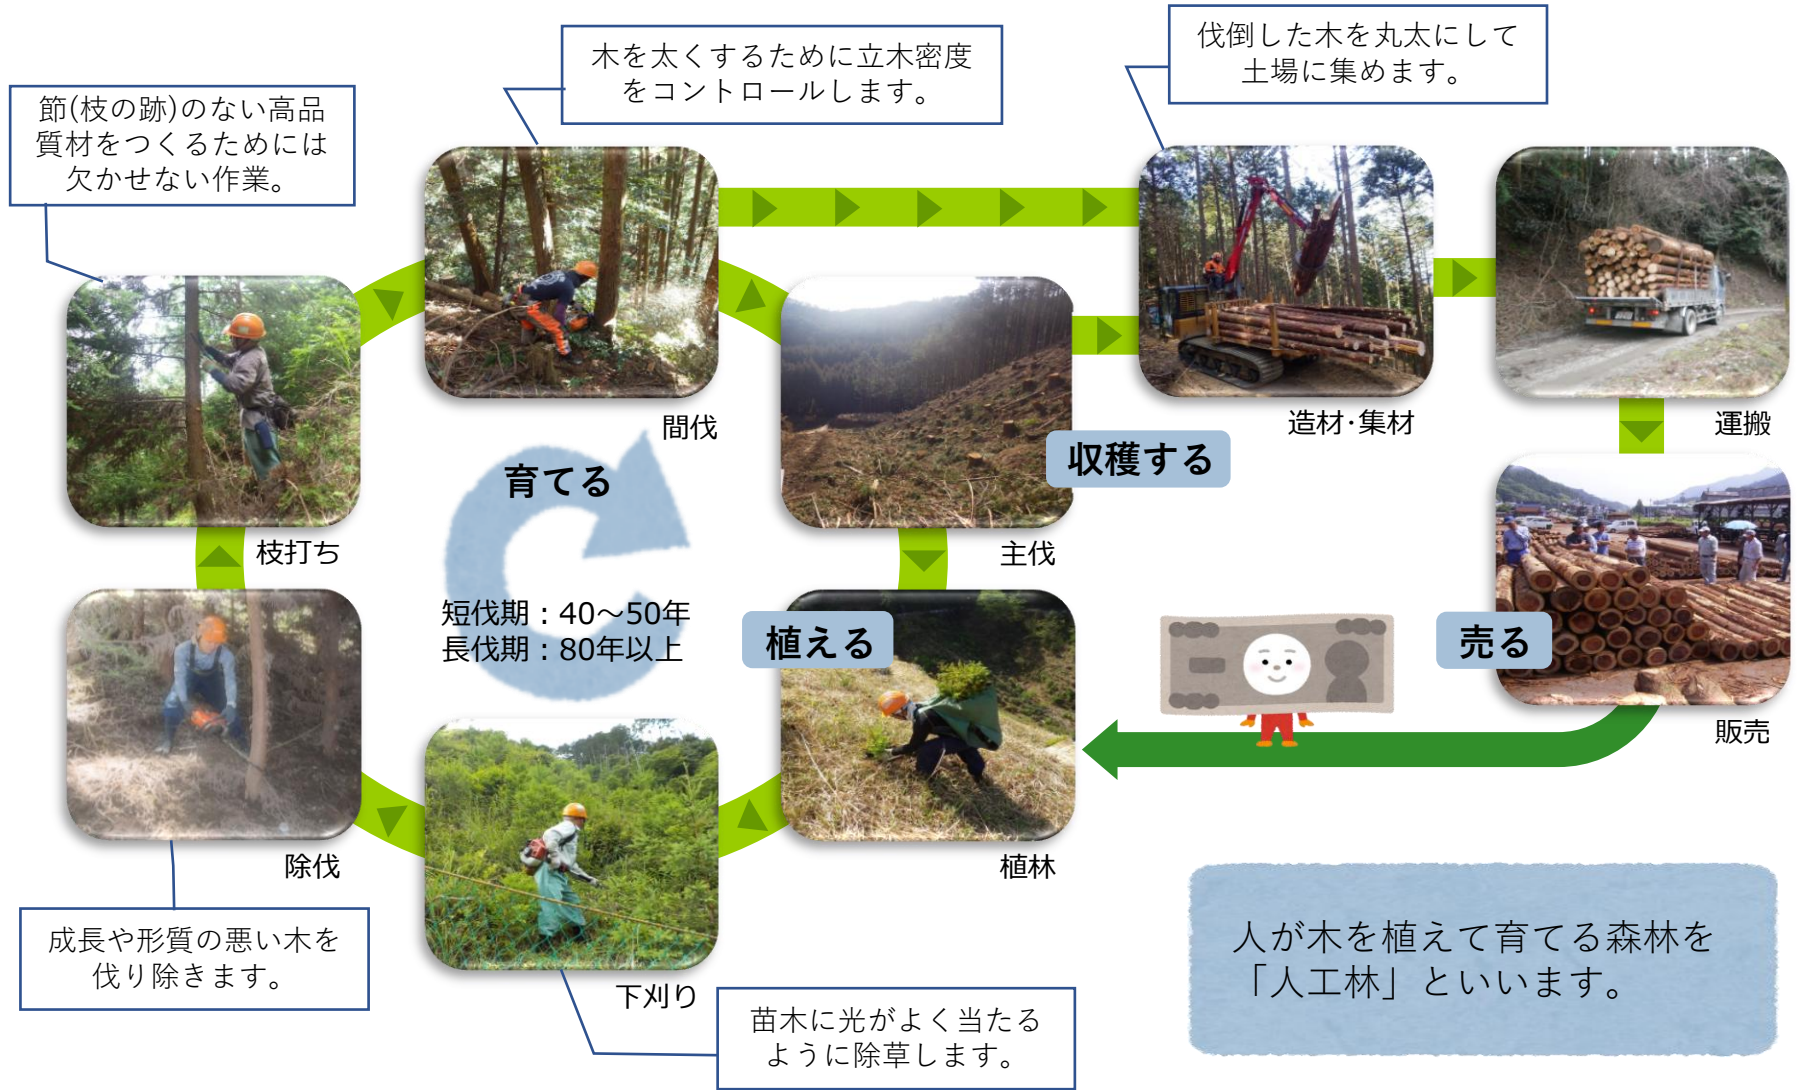 伐倒した木を丸太にして
土場に集めます。
木を太くするために立木密度
をコントロールします。
節(枝の跡)のない高品
質材をつくるためには
欠かせない作業。
間伐
造材･集材
運搬
収穫する
育てる
枝打ち
主伐
短伐期：40～50年
長伐期：80年以上
植える
売る
販売
除伐
植林
成長や形質の悪い木を
伐り除きます。
下刈り
苗木に光がよく当たる
ように除草します。
人が木を植えて育てる森林を
「人工林」といいます。